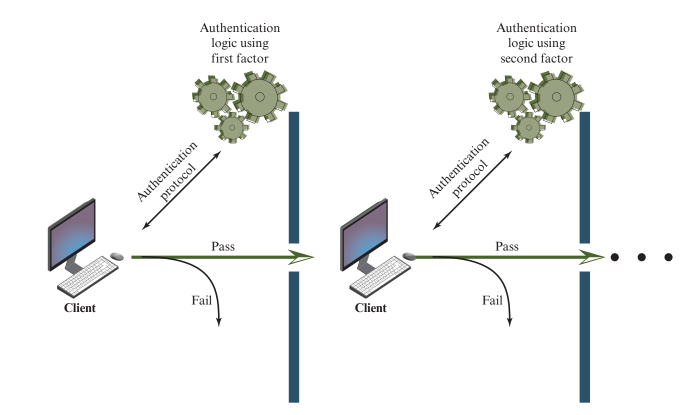 Authentication
logic using
first factor
Authentication
logic using
second factor
Authentication
protocol
Authentication
protocol
Pass
Fail
Client
Pass
Fail
Client